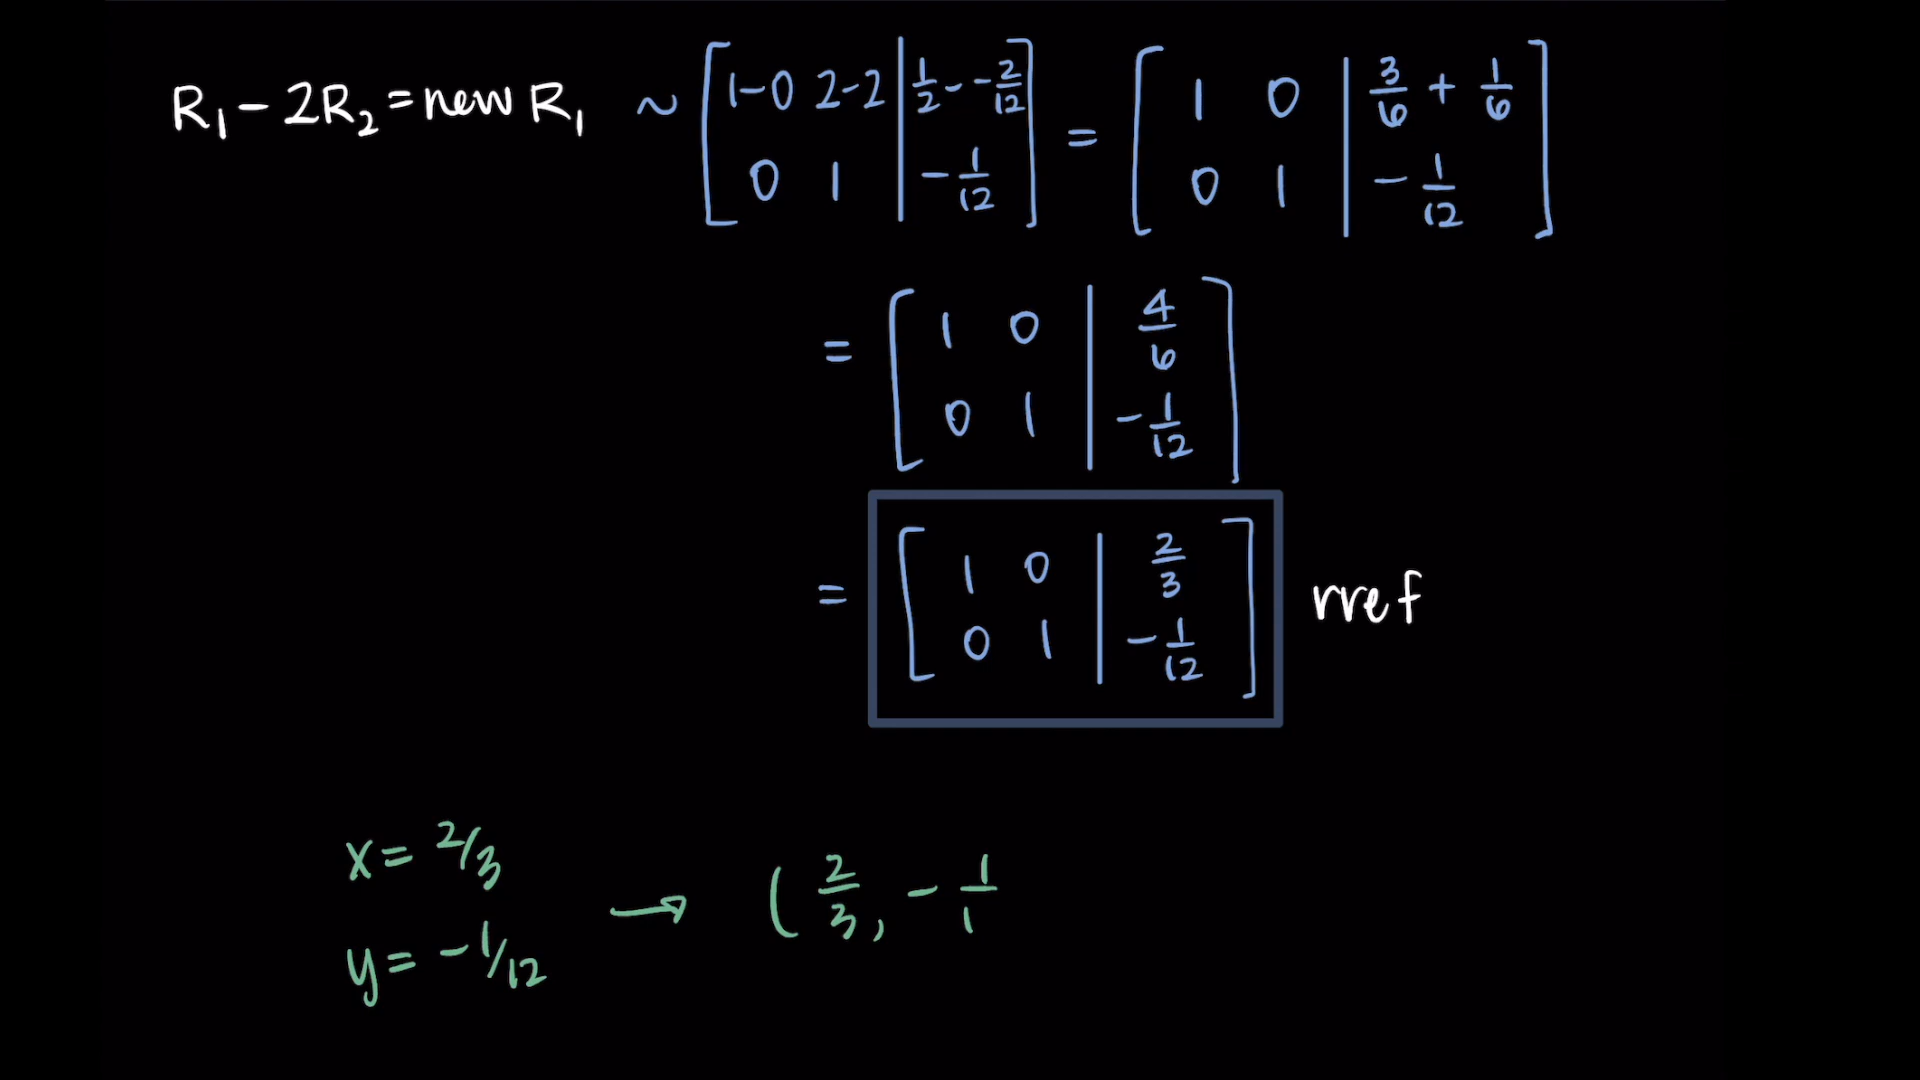 R₁ - 2R₂ = new R₁ ~ [ 1-0 2-2 | 1/2 - -2/12 ; 0 1 | -1/12 ] = [ 1 0 | 3/6 + 1/6 ; 0 1 | -1/12 ]
= [ 1 0 | 4/6 ; 0 1 | -1/12 ]
= [ 1 0 | 2/3 ; 0 1 | -1/12 ] rref
x = 2/3
y = -1/12
→ ( 2/3, - 1/1